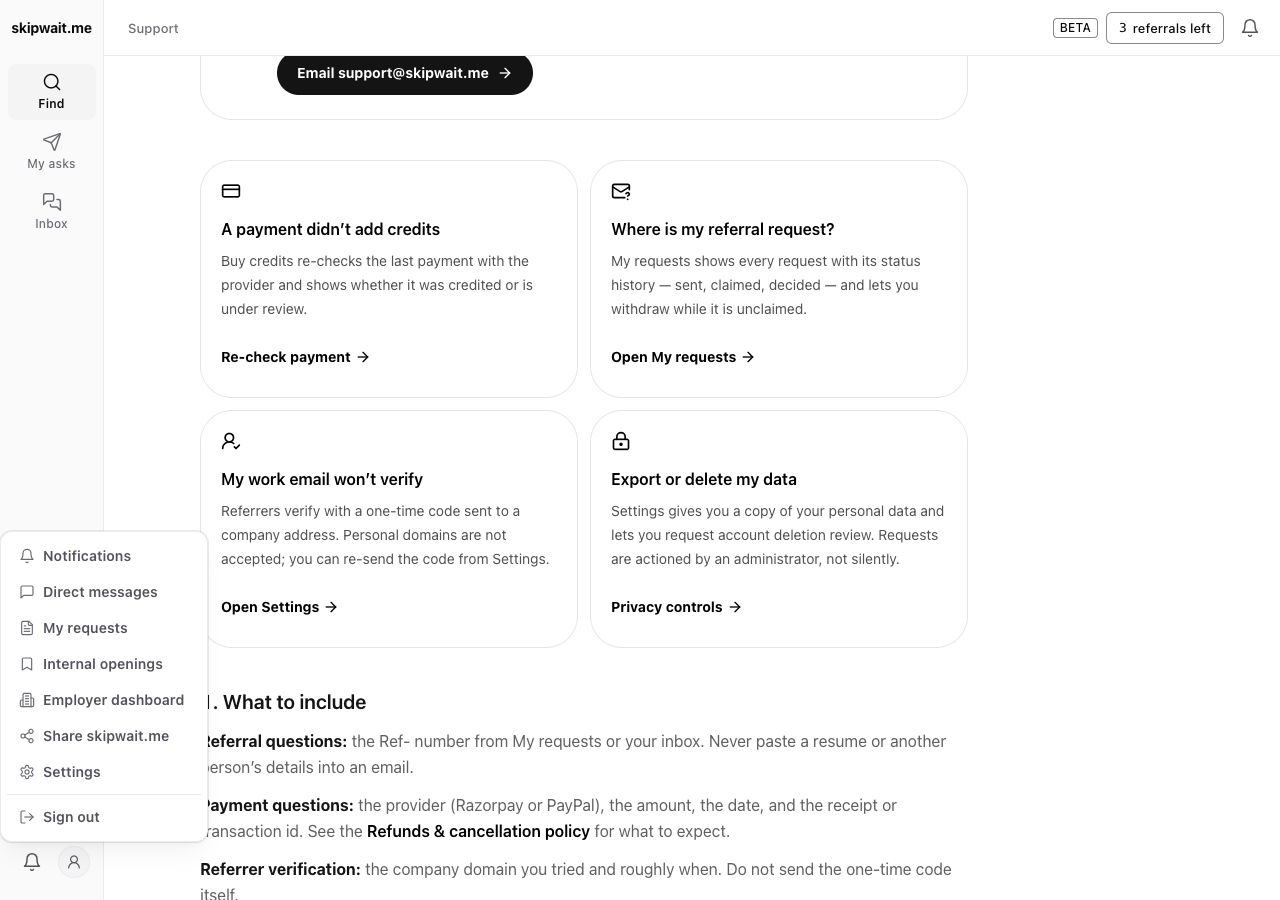 skipwait.me
Support
BETA
3 referrals left
Find
My asks
Inbox
Email support@skipwait.me
A payment didn’t add credits
Buy credits re-checks the last payment with the
provider and shows whether it was credited or is
under review.
Re-check payment
Where is my referral request?
My requests shows every request with its status
history — sent, claimed, decided — and lets you
withdraw while it is unclaimed.
Open My requests
My work email won’t verify
Referrers verify with a one-time code sent to a
company address. Personal domains are not
accepted; you can re-send the code from Settings.
Open Settings
Export or delete my data
Settings gives you a copy of your personal data and
lets you request account deletion review. Requests
are actioned by an administrator, not silently.
Privacy controls
Notifications
Direct messages
My requests
Internal openings
Employer dashboard
Share skipwait.me
Settings
Sign out
1. What to include
Referral questions: the Ref- number from My requests or your inbox. Never paste a resume or another
person’s details into an email.
Payment questions: the provider (Razorpay or PayPal), the amount, the date, and the receipt or
transaction id. See the Refunds & cancellation policy for what to expect.
Referrer verification: the company domain you tried and roughly when. Do not send the one-time code
itself.